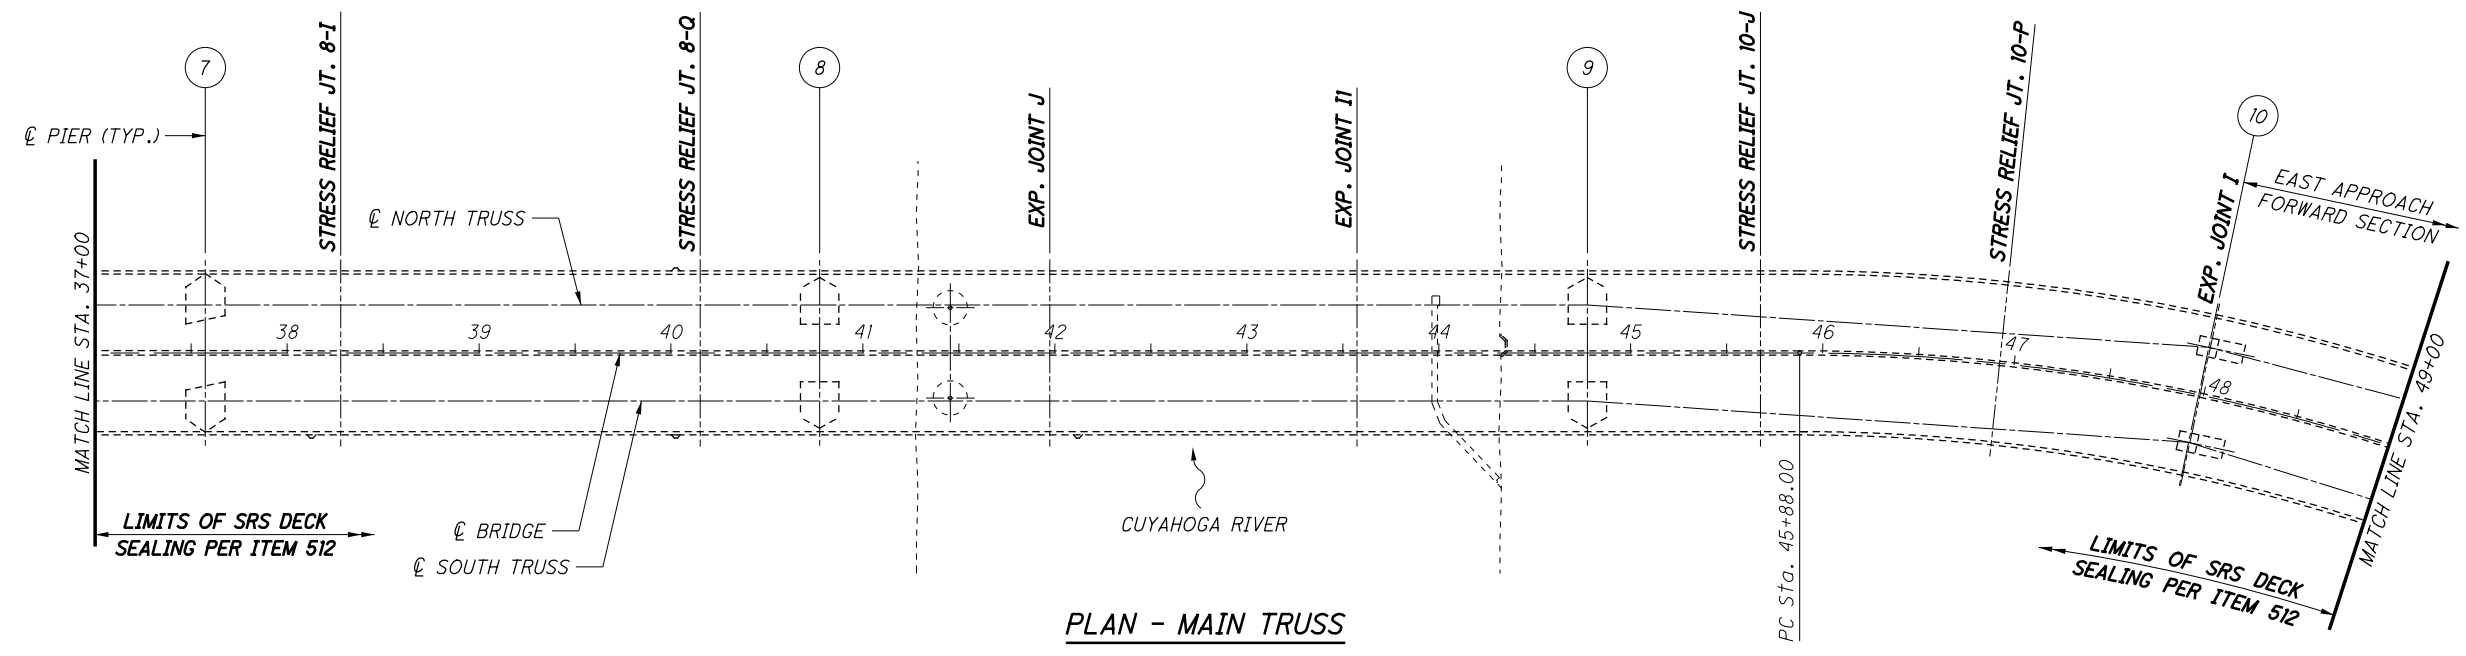 7
STRESS RELIEF JT. 8-I
STRESS RELIEF JT. 8-Q
8
EXP. JOINT J
EXP. JOINT I1
9
STRESS RELIEF JT. 10-J
STRESS RELIEF JT. 10-P
10
EXP. JOINT I
EAST APPROACH
FORWARD SECTION
℄ PIER (TYP.)
℄ NORTH TRUSS
MATCH LINE STA. 37+00
38
39
40
41
42
43
44
45
46
47
48
MATCH LINE STA. 49+00
LIMITS OF SRS DECK
SEALING PER ITEM 512
℄ BRIDGE
℄ SOUTH TRUSS
CUYAHOGA RIVER
PC Sta. 45+88.00
LIMITS OF SRS DECK
SEALING PER ITEM 512
PLAN - MAIN TRUSS